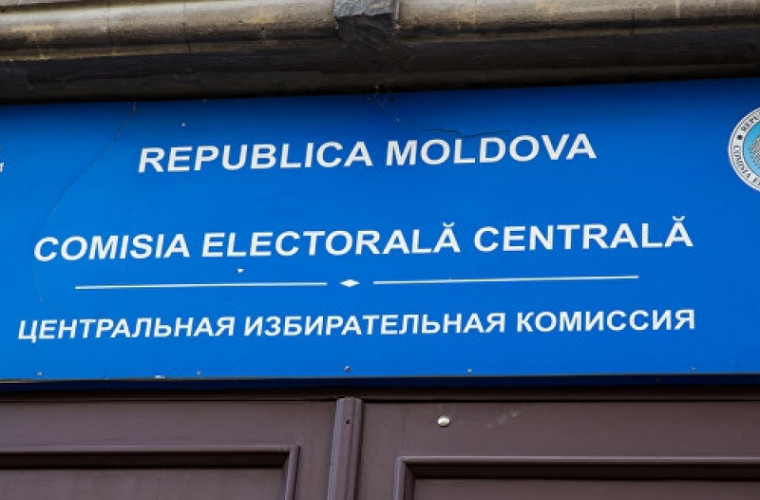 REPUBLICA MOLDOVA
COMISIA ELECTORALĂ CENTRALĂ
ЦЕНТРАЛЬНАЯ ИЗБИРАТЕЛЬНАЯ КОМИССИЯ